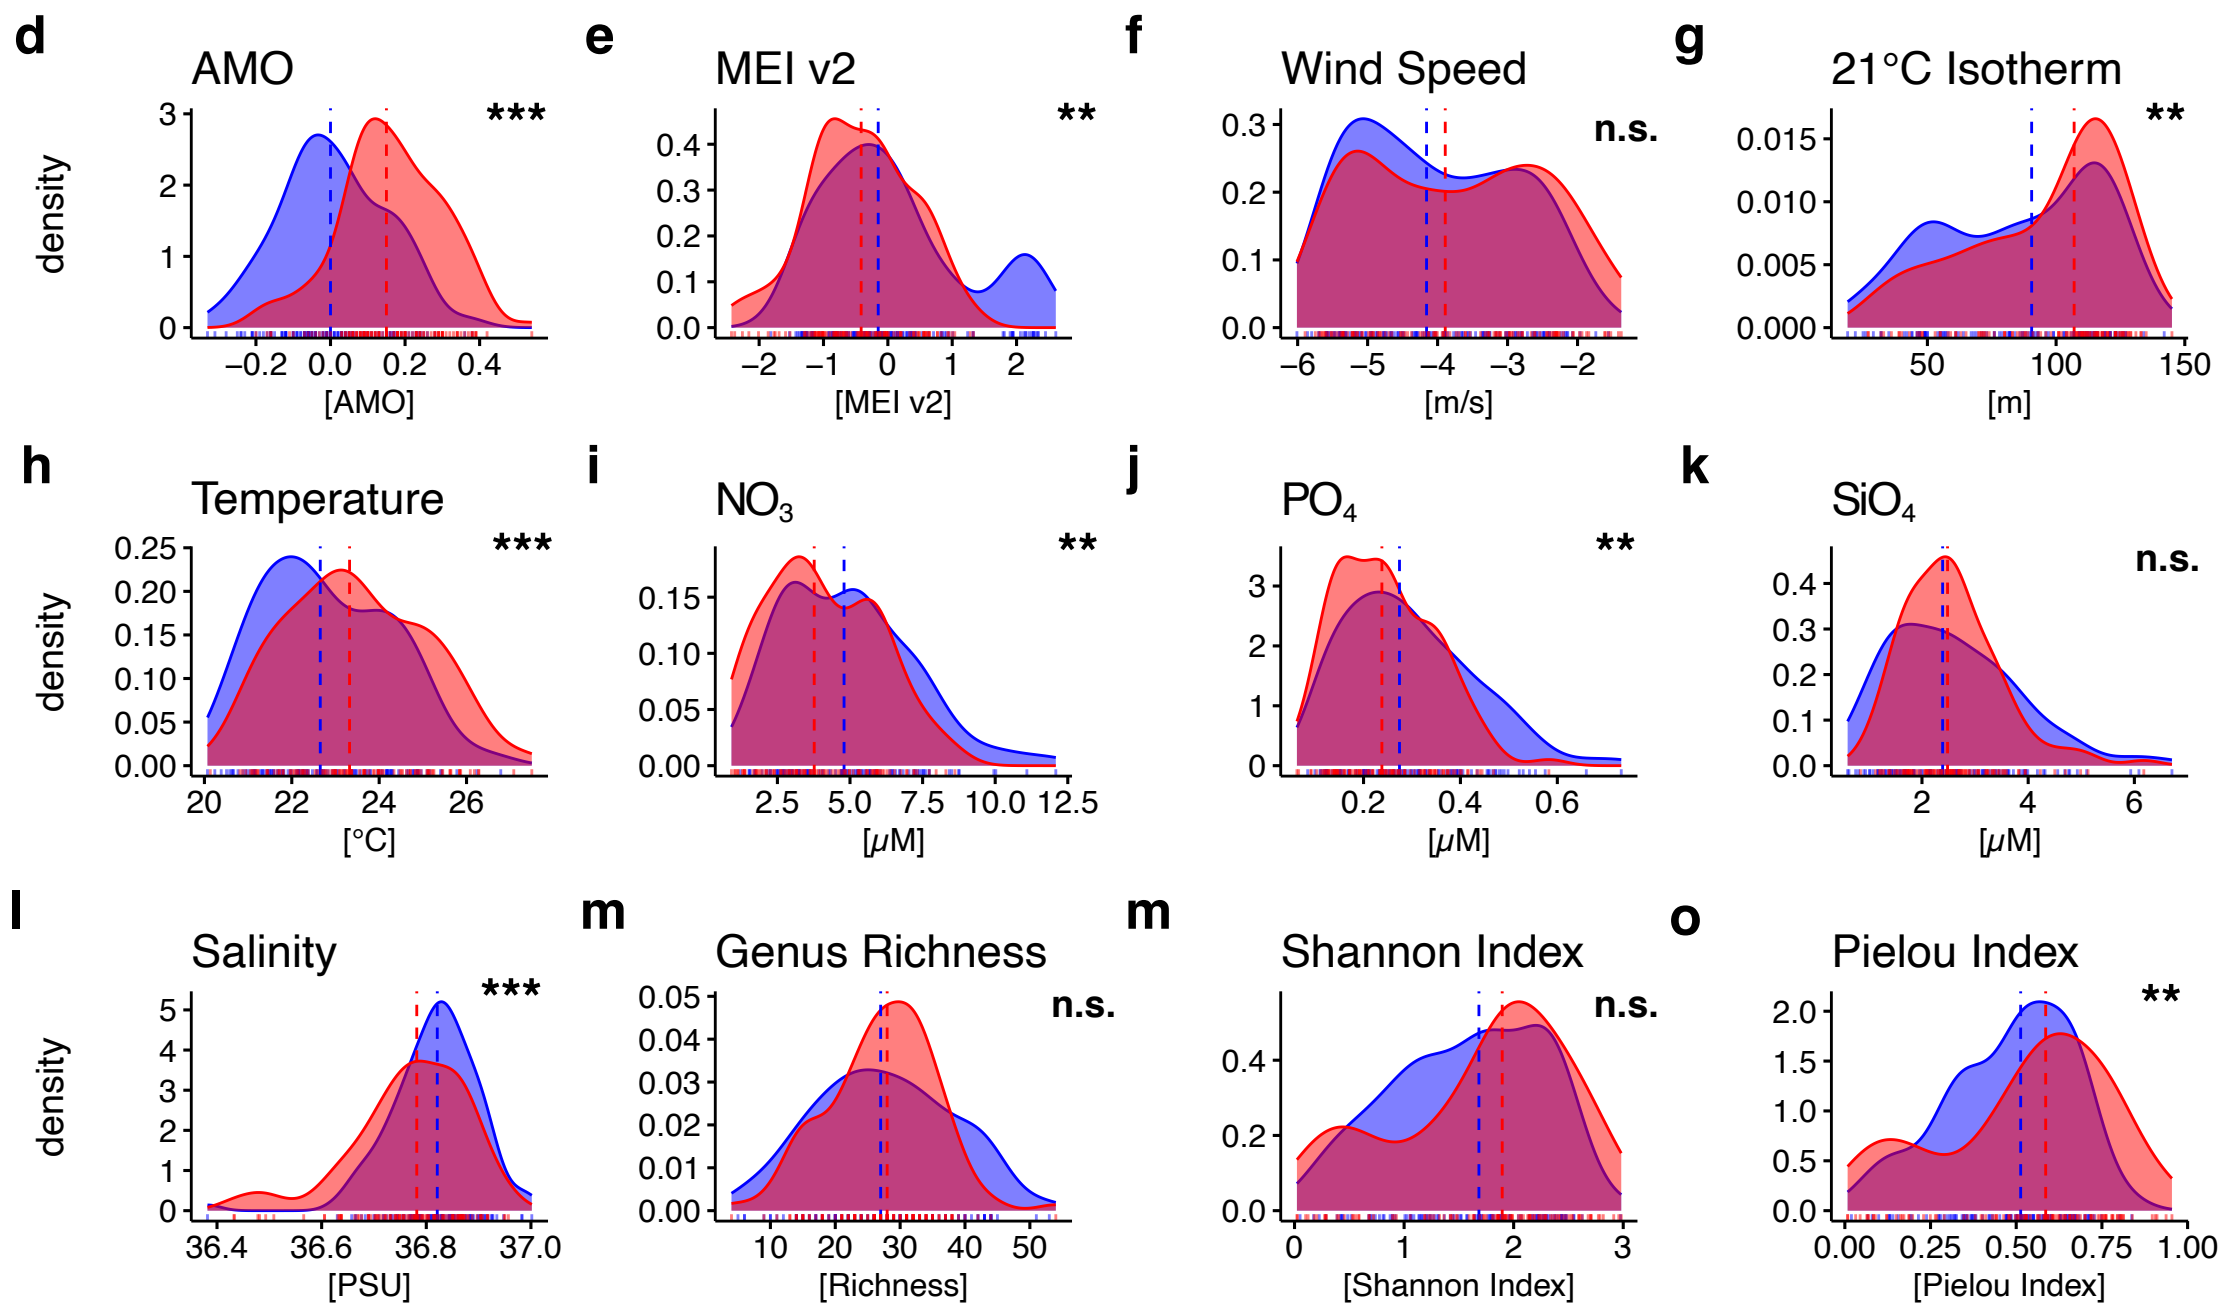 d e f g
AMO MEI v2 Wind Speed 21°C Isotherm
*** ** n.s. **
density
3 2 1 0
0.4 0.3 0.2 0.1 0.0
0.3 0.2 0.1 0.0
0.015 0.010 0.005 0.000
−0.2 0.0 0.2 0.4 −2 −1 0 1 2 −6 −5 −4 −3 −2 50 100 150
[AMO] [MEI v2] [m/s] [m]
h i j k
Temperature NO₃ PO₄ SiO₄
*** ** ** n.s.
density
0.25 0.20 0.15 0.10 0.05 0.00
0.15 0.10 0.05 0.00
3 2 1 0
0.4 0.3 0.2 0.1 0.0
20 22 24 26 2.5 5.0 7.5 10.0 12.5 0.2 0.4 0.6 2 4 6
[°C] [µM] [µM] [µM]
l m m o
Salinity Genus Richness Shannon Index Pielou Index
*** n.s. n.s. **
density
5 4 3 2 1 0
0.05 0.04 0.03 0.02 0.01 0.00
0.4 0.2 0.0
2.0 1.5 1.0 0.5 0.0
36.4 36.6 36.8 37.0 10 20 30 40 50 0 1 2 3 0.00 0.25 0.50 0.75 1.00
[PSU] [Richness] [Shannon Index] [Pielou Index]